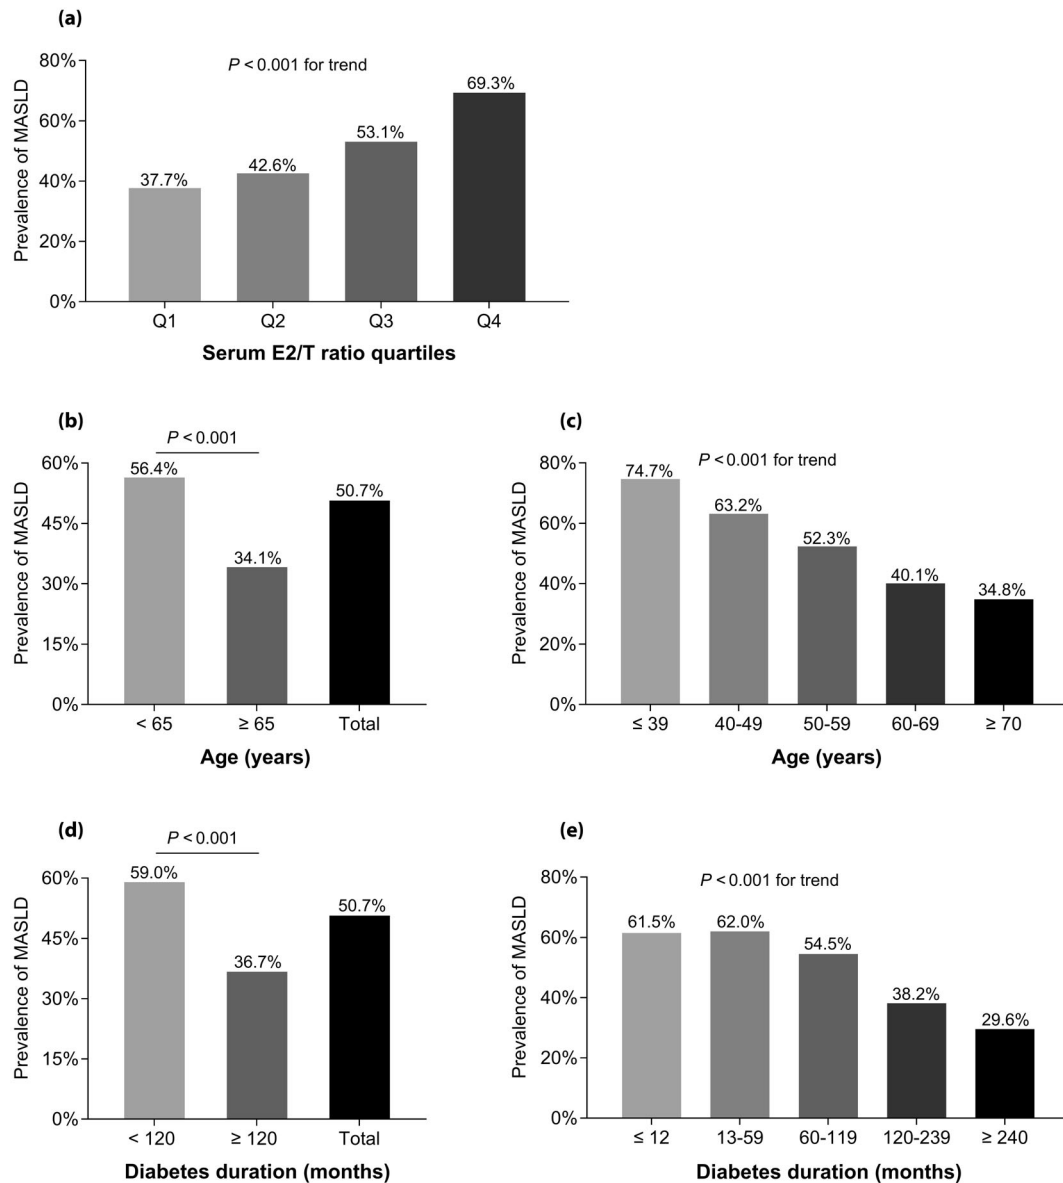 (a)
Prevalence of MASLD
80%
60%
40%
20%
0%
P < 0.001 for trend
37.7%
42.6%
53.1%
69.3%
Q1 Q2 Q3 Q4
Serum E2/T ratio quartiles
(b)
Prevalence of MASLD
60%
45%
30%
15%
0%
P < 0.001
56.4%
34.1%
50.7%
< 65 ≥ 65 Total
Age (years)
(c)
Prevalence of MASLD
80%
60%
40%
20%
0%
P < 0.001 for trend
74.7%
63.2%
52.3%
40.1%
34.8%
≤ 39 40-49 50-59 60-69 ≥ 70
Age (years)
(d)
Prevalence of MASLD
60%
45%
30%
15%
0%
P < 0.001
59.0%
36.7%
50.7%
< 120 ≥ 120 Total
Diabetes duration (months)
(e)
Prevalence of MASLD
80%
60%
40%
20%
0%
P < 0.001 for trend
61.5%
62.0%
54.5%
38.2%
29.6%
≤ 12 13-59 60-119 120-239 ≥ 240
Diabetes duration (months)